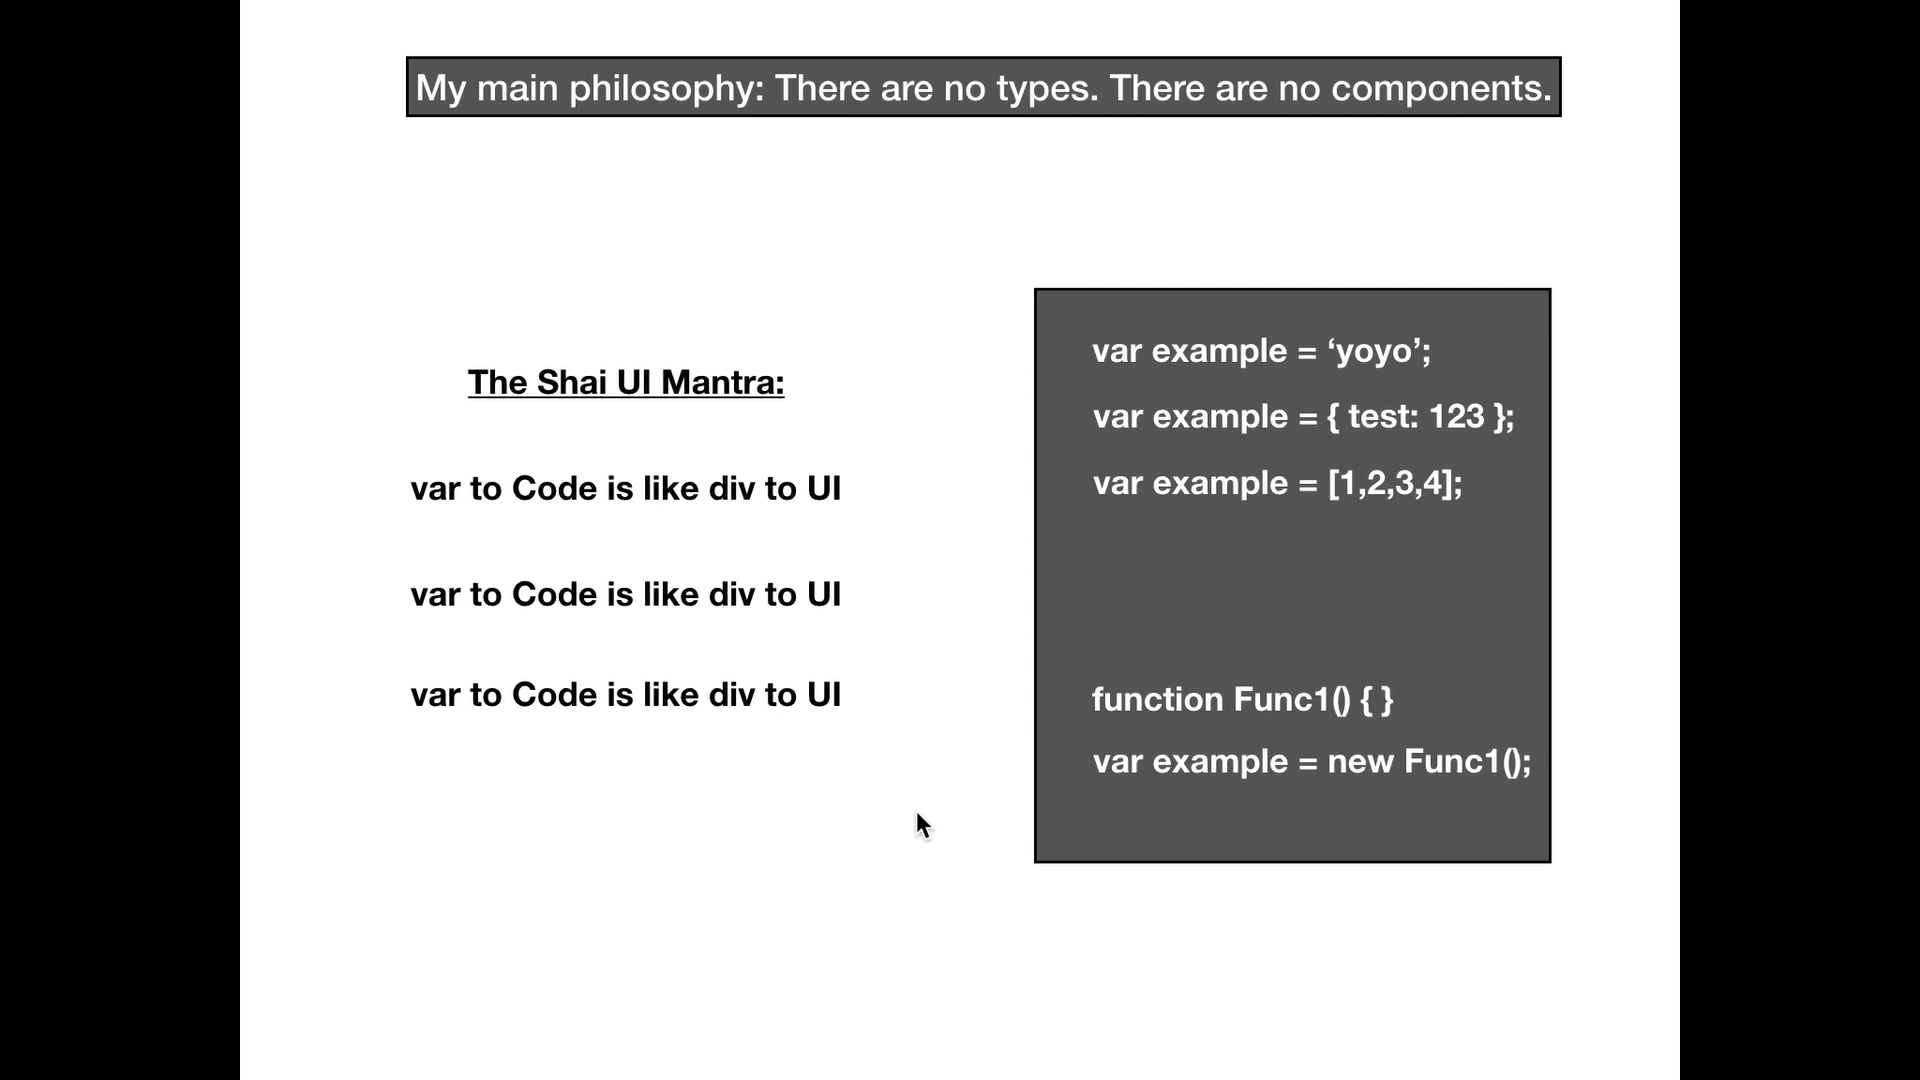 My main philosophy: There are no types. There are no components.
The Shai UI Mantra:
var to Code is like div to UI
var to Code is like div to UI
var to Code is like div to UI
var example = ‘yoyo’;
var example = { test: 123 };
var example = [1,2,3,4];
function Func1() { }
var example = new Func1();